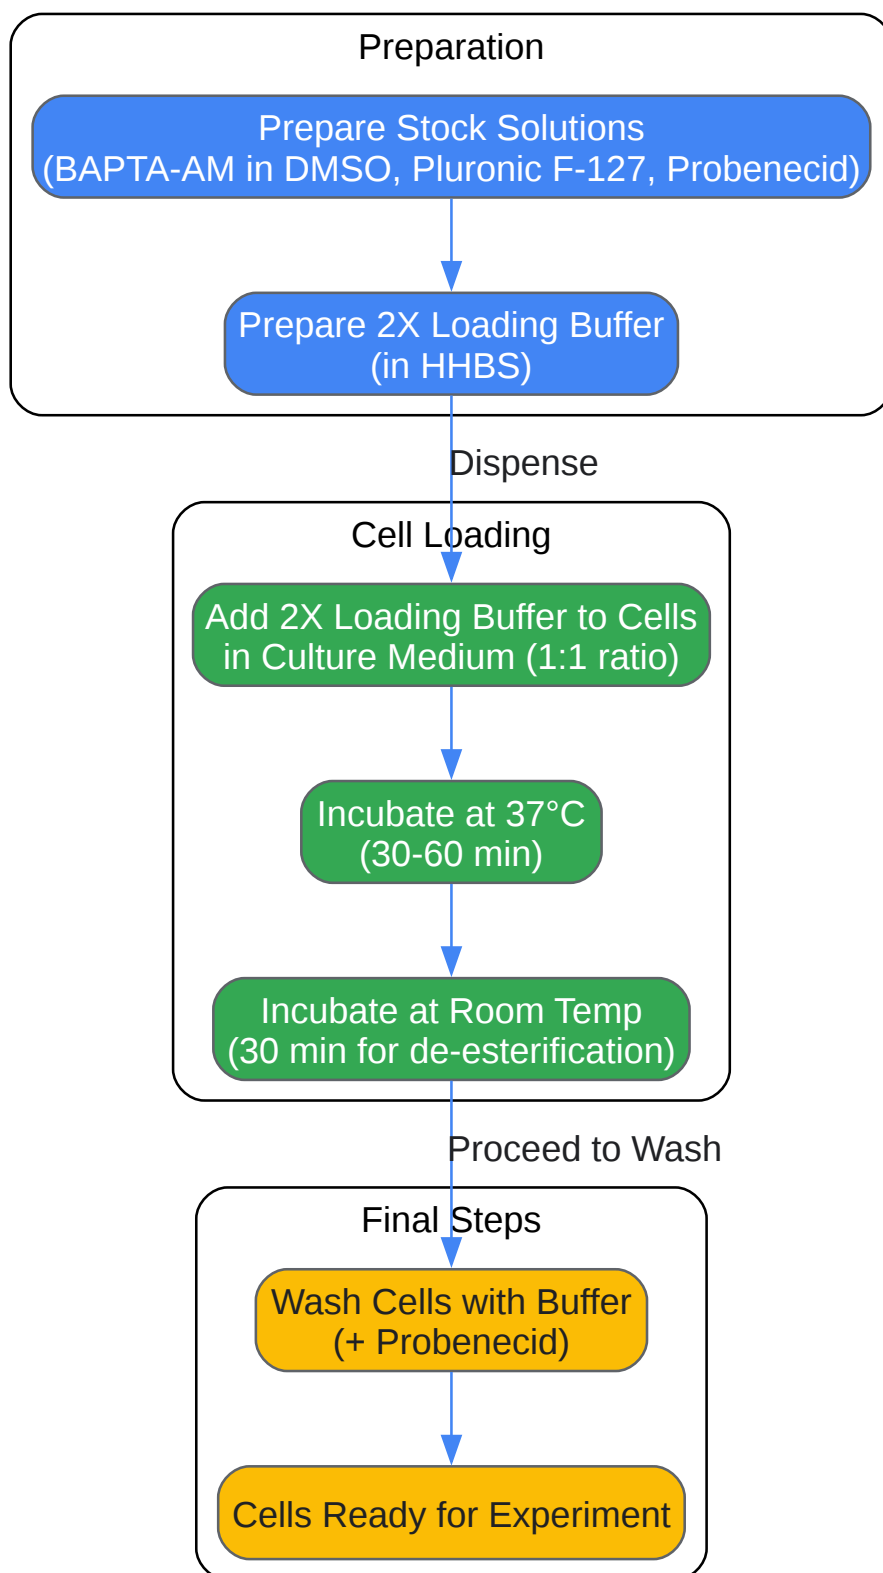 Preparation
Prepare Stock Solutions
(BAPTA-AM in DMSO, Pluronic F-127, Probenecid)
Prepare 2X Loading Buffer
(in HHBS)
Dispense
Cell Loading
Add 2X Loading Buffer to Cells
in Culture Medium (1:1 ratio)
Incubate at 37°C
(30-60 min)
Incubate at Room Temp
(30 min for de-esterification)
Proceed to Wash
Final Steps
Wash Cells with Buffer
(+ Probenecid)
Cells Ready for Experiment